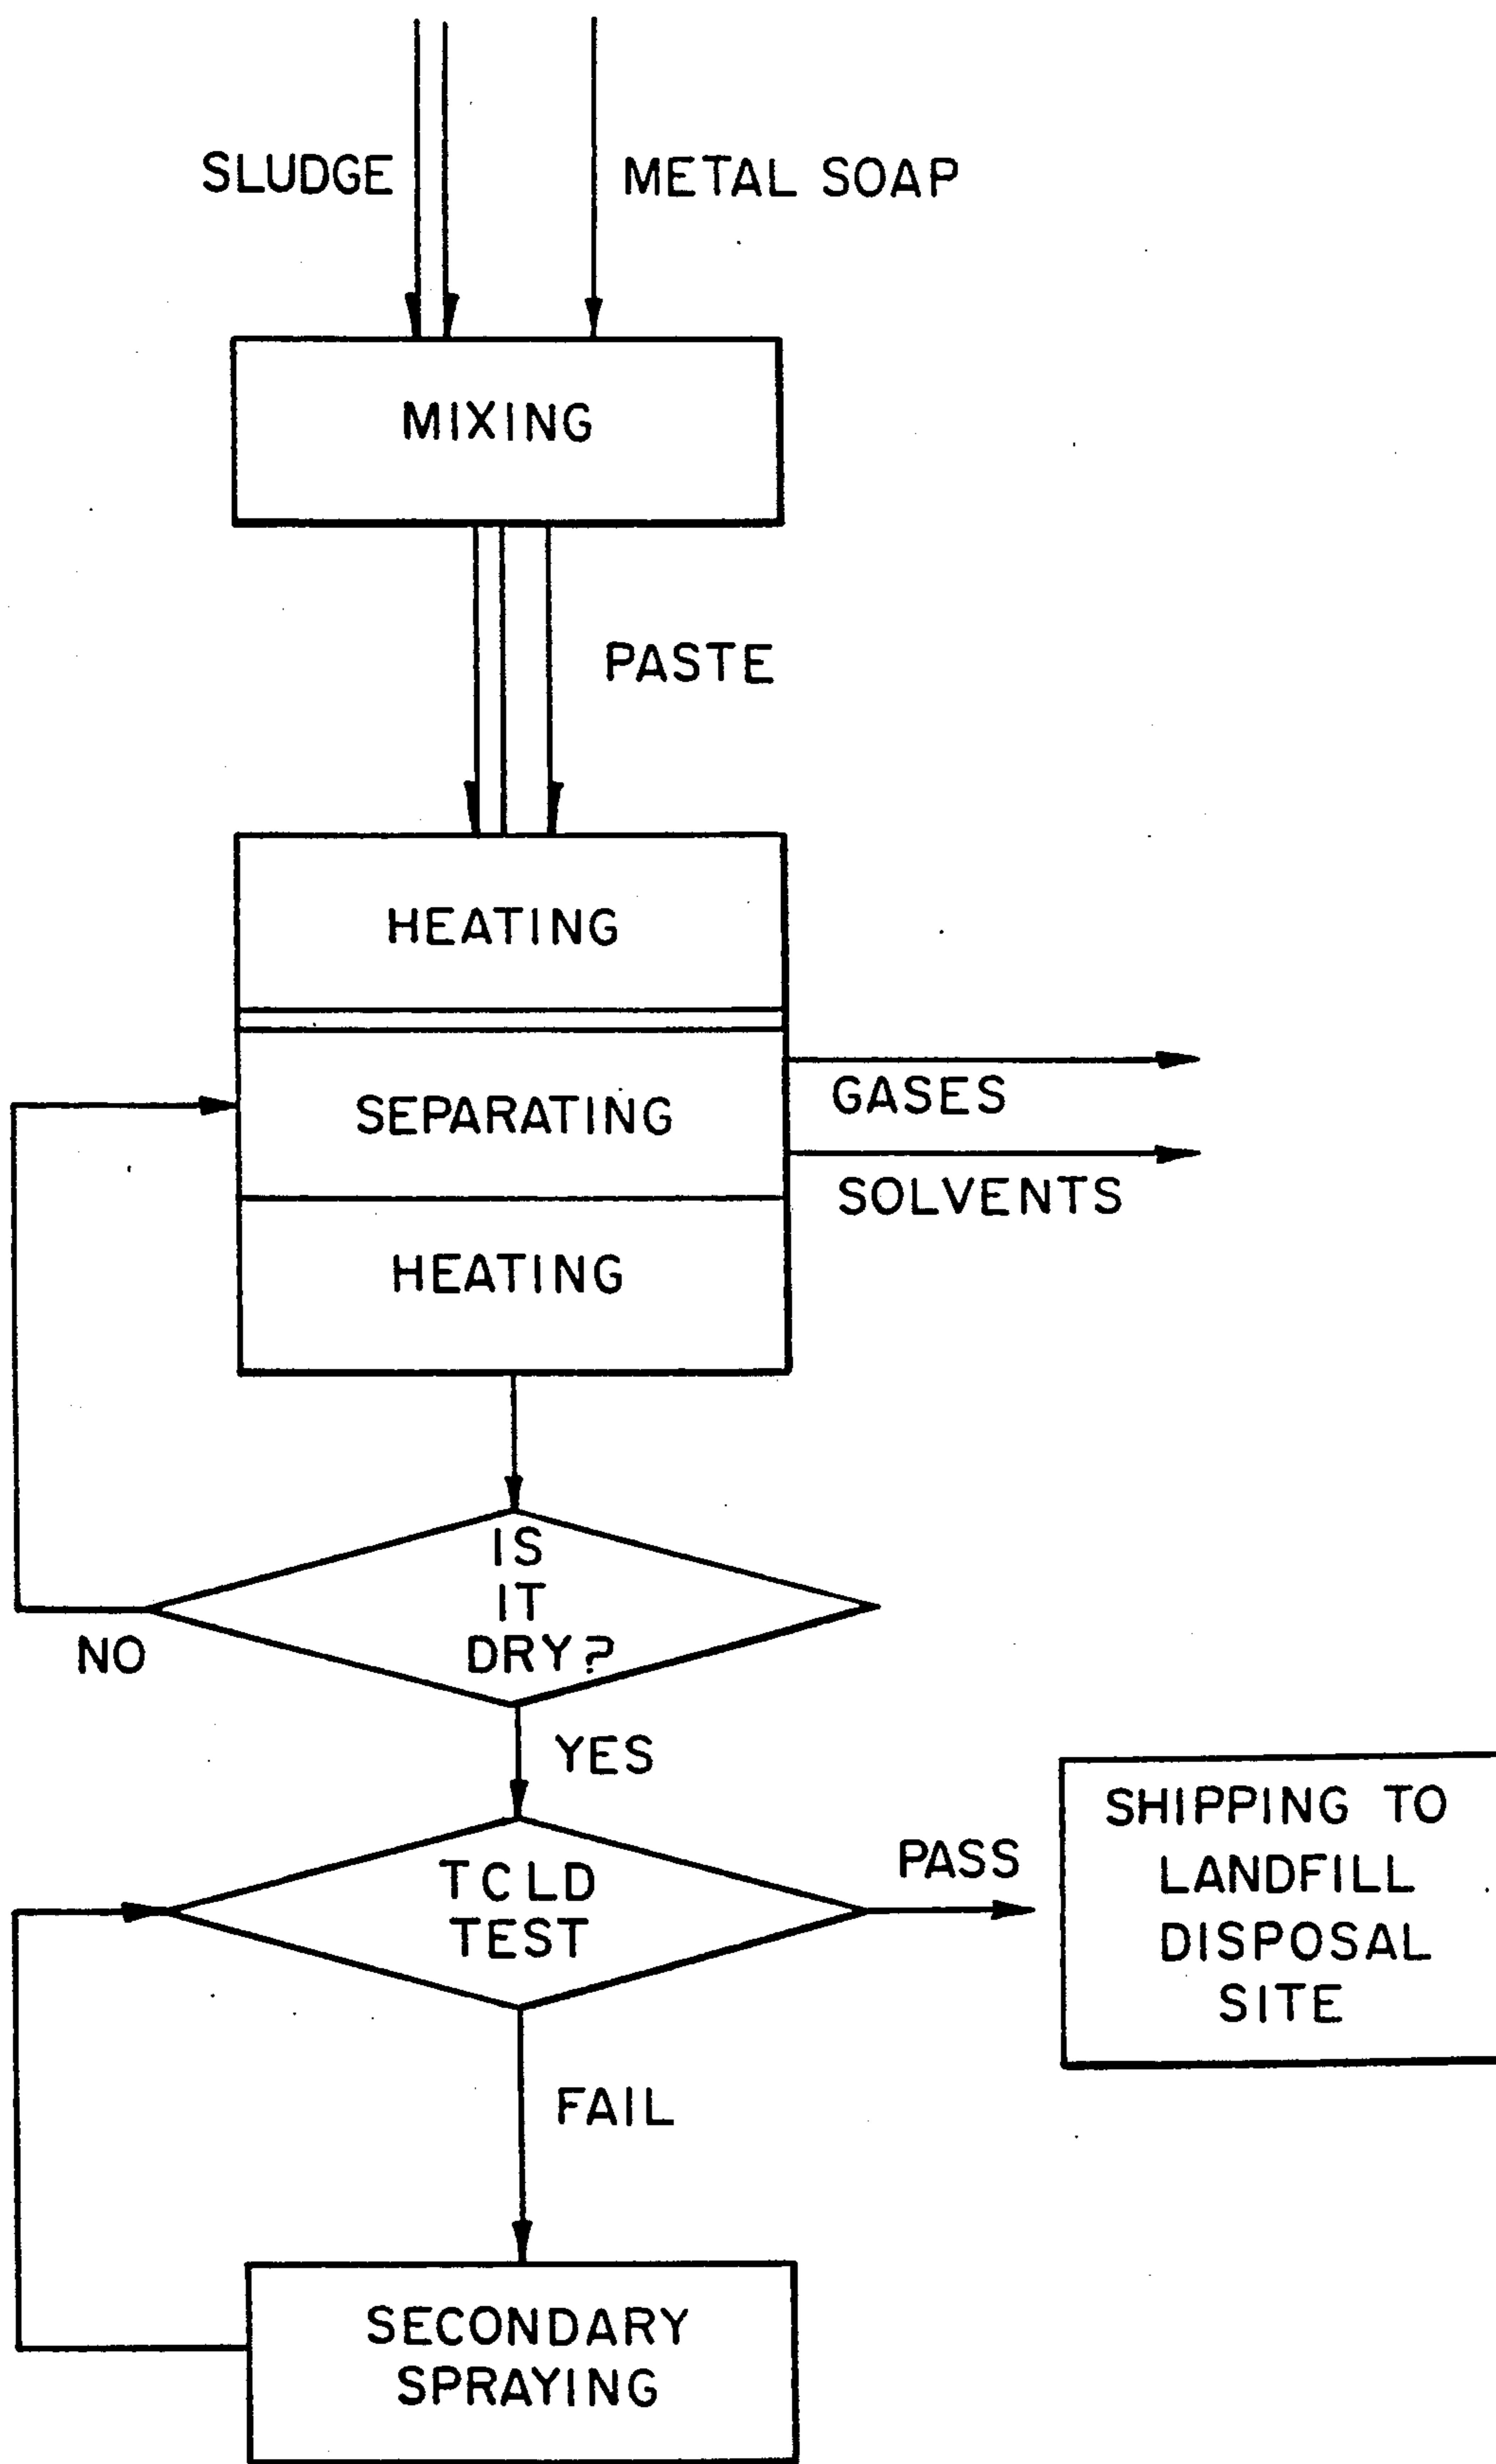 SLUDGE
METAL SOAP
MIXING
PASTE
HEATING
SEPARATING
GASES
SOLVENTS
HEATING
IS
IT
DRY?
NO
YES
TCLD
TEST
PASS
SHIPPING TO
LANDFILL
DISPOSAL
SITE
FAIL
SECONDARY
SPRAYING